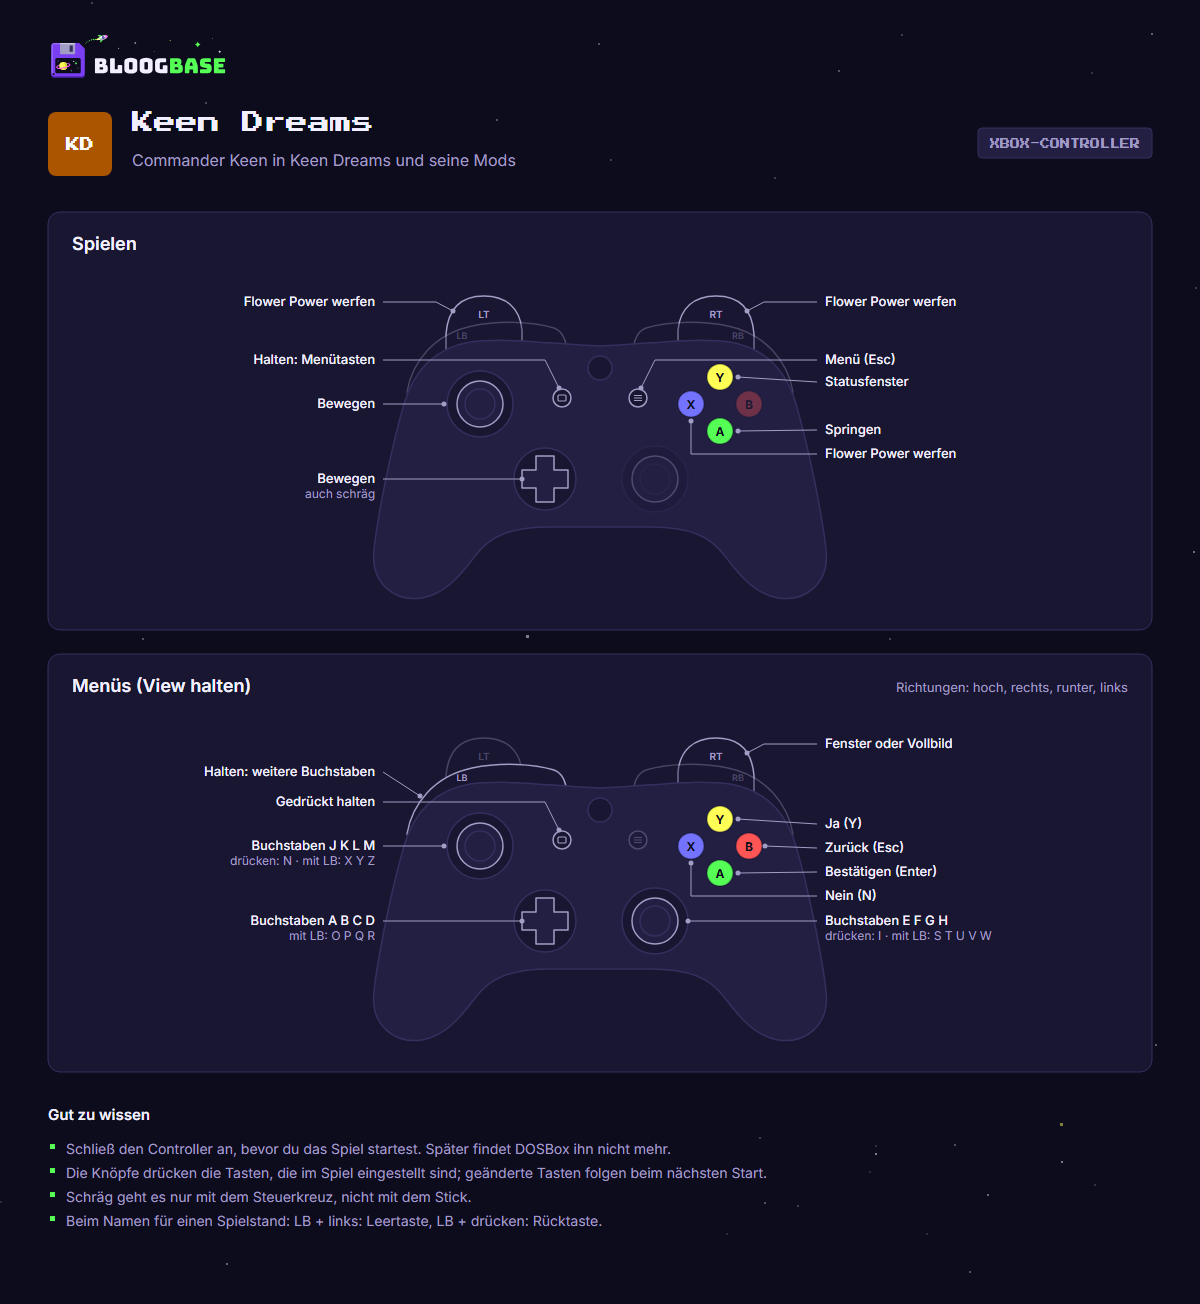 BLOOGBASE
KD
Keen Dreams
Commander Keen in Keen Dreams und seine Mods
XBOX-CONTROLLER
Spielen
Flower Power werfen
LT
RT
Flower Power werfen
LB
RB
Halten: Menütasten
Menü (Esc)
Y
Statusfenster
Bewegen
X
B
A
Springen
Flower Power werfen
Bewegen
auch schräg
Menüs (View halten)
Richtungen: hoch, rechts, runter, links
LT
RT
Fenster oder Vollbild
Halten: weitere Buchstaben
LB
RB
Gedrückt halten
Y
Ja (Y)
Buchstaben J K L M
drücken: N · mit LB: X Y Z
X
B
Zurück (Esc)
A
Bestätigen (Enter)
Nein (N)
Buchstaben A B C D
mit LB: O P Q R
Buchstaben E F G H
drücken: I · mit LB: S T U V W
Gut zu wissen
Schließ den Controller an, bevor du das Spiel startest. Später findet DOSBox ihn nicht mehr.
Die Knöpfe drücken die Tasten, die im Spiel eingestellt sind; geänderte Tasten folgen beim nächsten Start.
Schräg geht es nur mit dem Steuerkreuz, nicht mit dem Stick.
Beim Namen für einen Spielstand: LB + links: Leertaste, LB + drücken: Rücktaste.